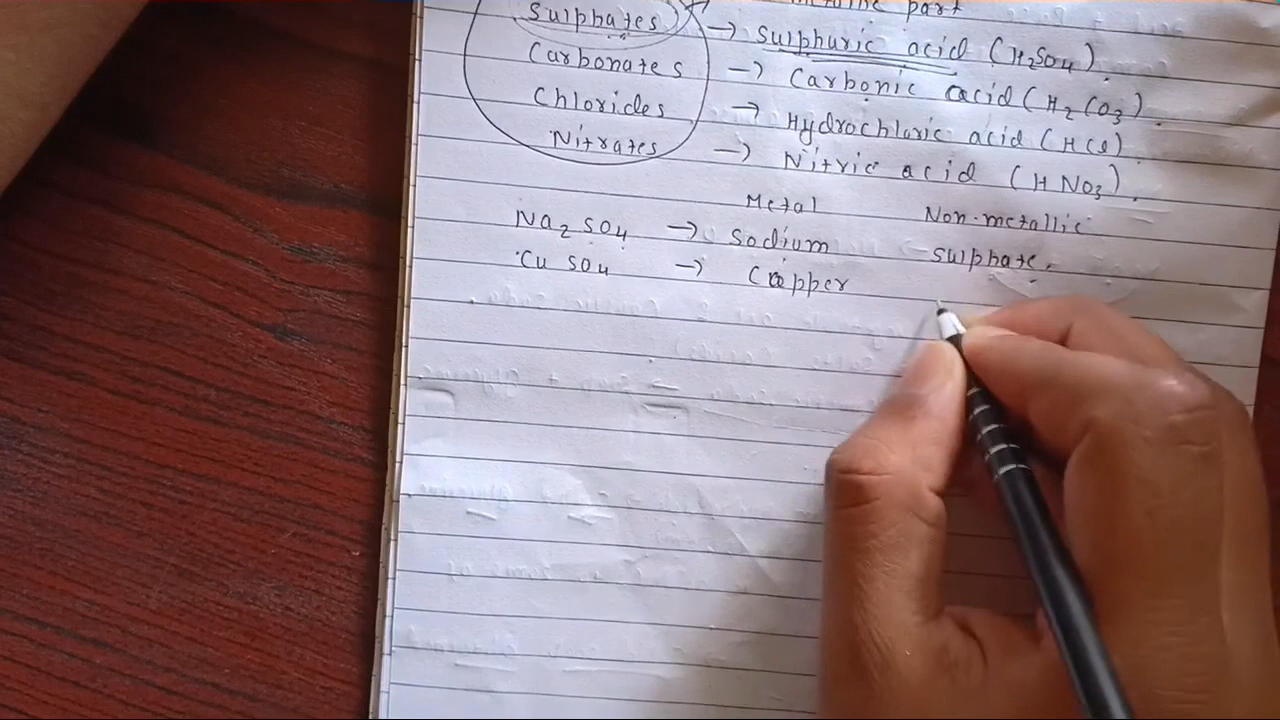 part
Sulphates → Sulphuric acid (H2SO4).
Carbonates → Carbonic acid (H2CO3).
Chlorides → Hydrochloric acid (HCl).
Nitrates → Nitric acid (HNO3).
Metal Non-metallic
Na2SO4 → Sodium - sulphate.
CuSO4 → Copper